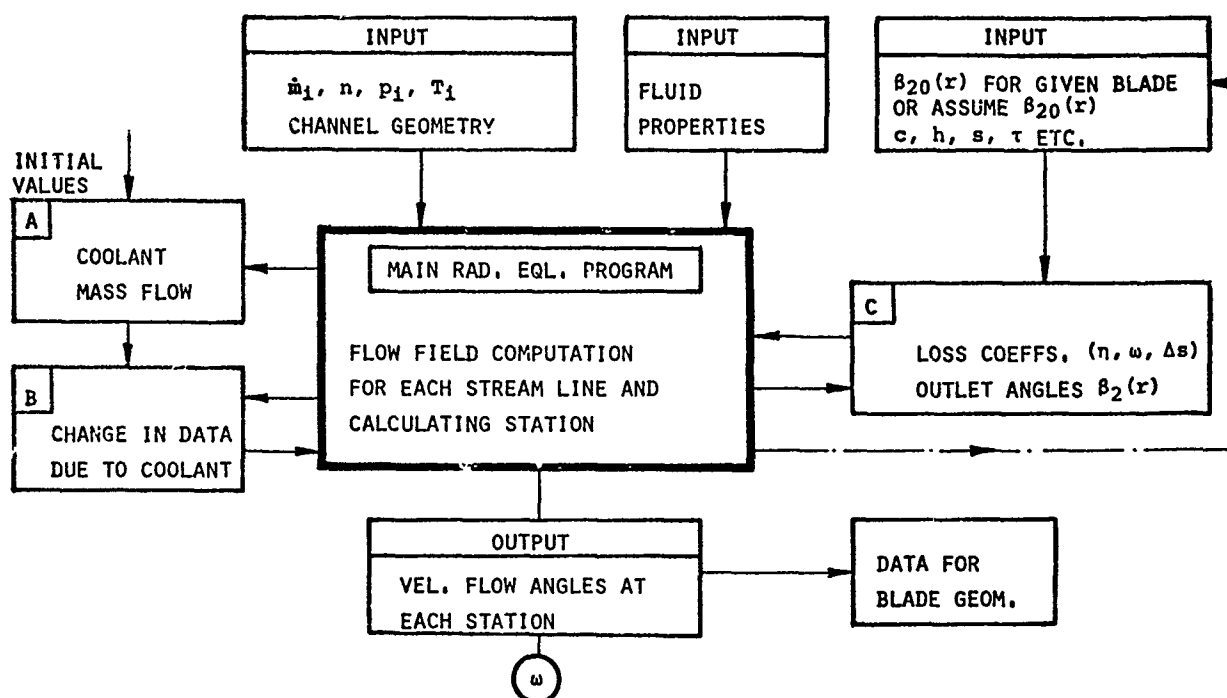 INPUT
ṁi, n, pi, Ti
CHANNEL GEOMETRY
INPUT
FLUID
PROPERTIES
INPUT
β20(r) FOR GIVEN BLADE
OR ASSUME β20(r)
c, h, s, τ ETC.
INITIAL
VALUES
A
COOLANT
MASS FLOW
B
CHANGE IN DATA
DUE TO COOLANT
MAIN RAD. EQL. PROGRAM
FLOW FIELD COMPUTATION
FOR EACH STREAM LINE AND
CALCULATING STATION
C
LOSS COEFFS. (η, ω, Δs)
OUTLET ANGLES β2(r)
OUTPUT
VEL. FLOW ANGLES AT
EACH STATION
DATA FOR
BLADE GEOM.
ω